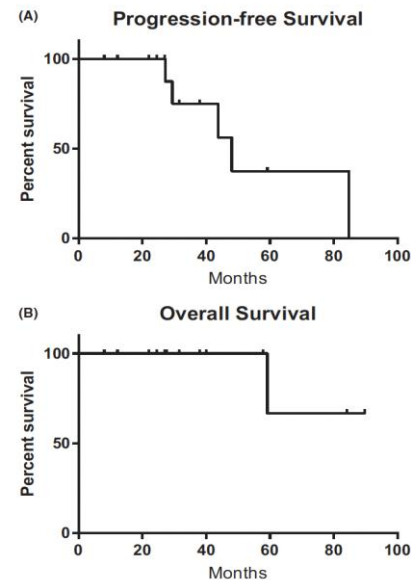 (A)
Progression-free Survival
100
50
0
Percent survival
0 20 40 60 80 100
Months
(B)
Overall Survival
100
50
0
Percent survival
0 20 40 60 80 100
Months